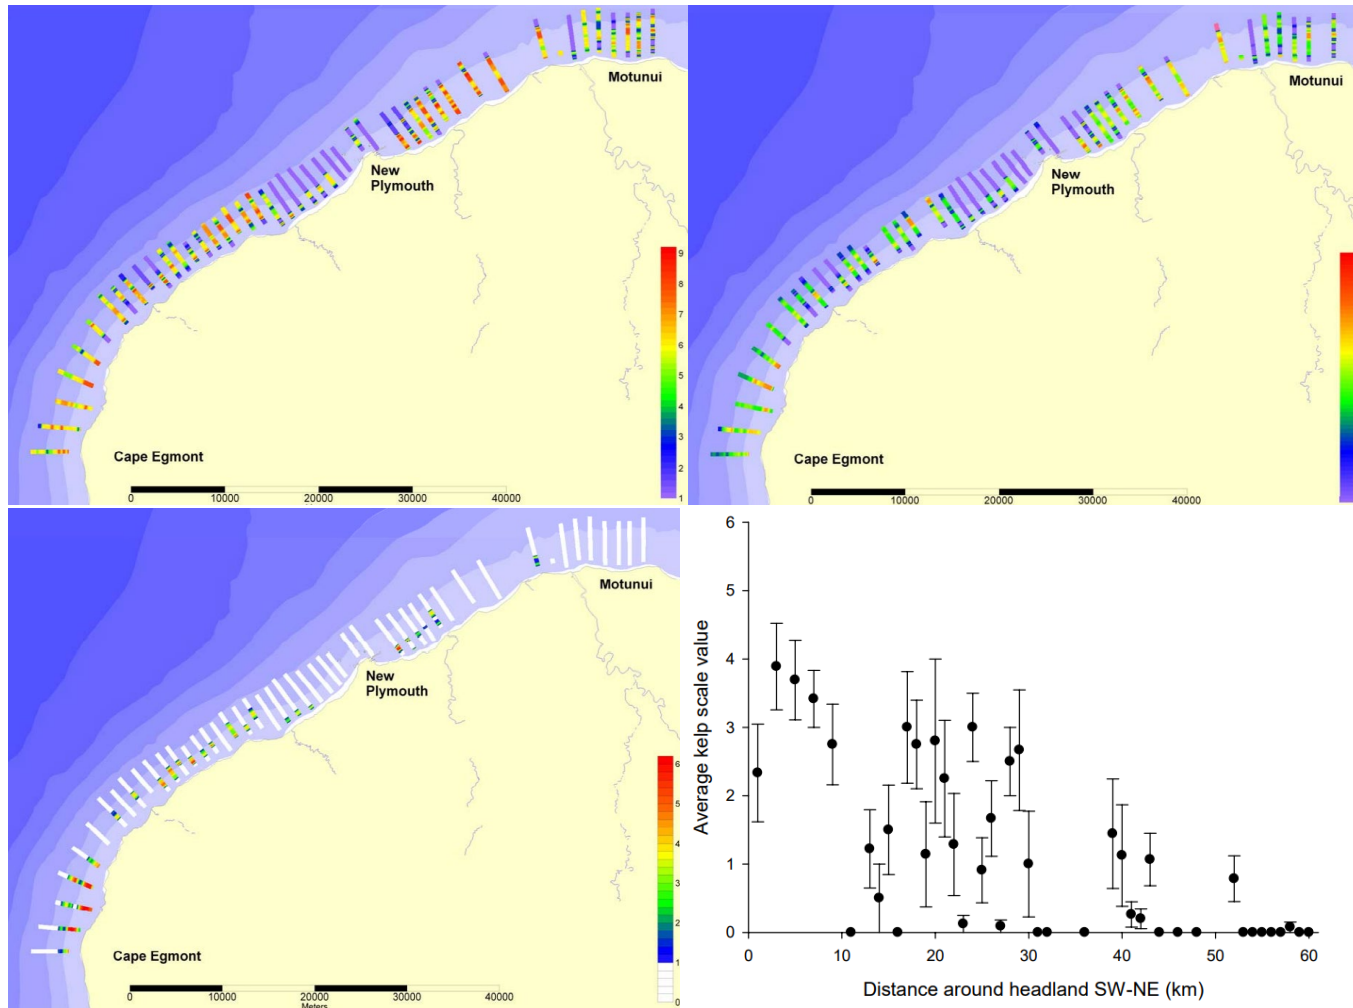 Motunui
New
Plymouth
Cape Egmont
0 10000 20000 30000 40000
9
8
7
6
5
4
3
2
1
Motunui
New
Plymouth
Cape Egmont
0 10000 20000 30000 40000
Motunui
New
Plymouth
Cape Egmont
0 10000 20000 30000 40000
Meters
6
5
4
3
2
1
0
Average kelp scale value
6
5
4
3
2
1
0
0 10 20 30 40 50 60
Distance around headland SW-NE (km)